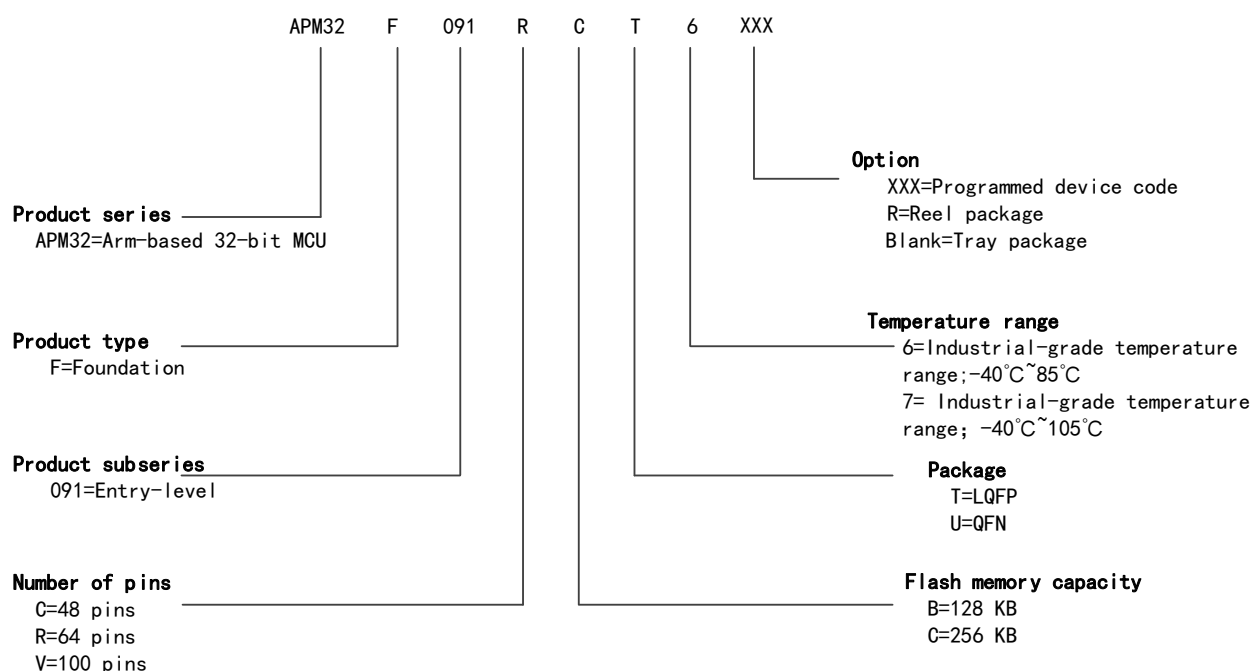 APM32 F 091 R C T 6 XXX
Option
XXX=Programmed device code
R=Reel package
Blank=Tray package
Product series
APM32=Arm-based 32-bit MCU
Temperature range
6=Industrial-grade temperature
range;-40℃~85℃
7= Industrial-grade temperature
range；-40℃~105℃
Product type
F=Foundation
Product subseries
091=Entry-level
Package
T=LQFP
U=QFN
Number of pins
C=48 pins
R=64 pins
V=100 pins
Flash memory capacity
B=128 KB
C=256 KB